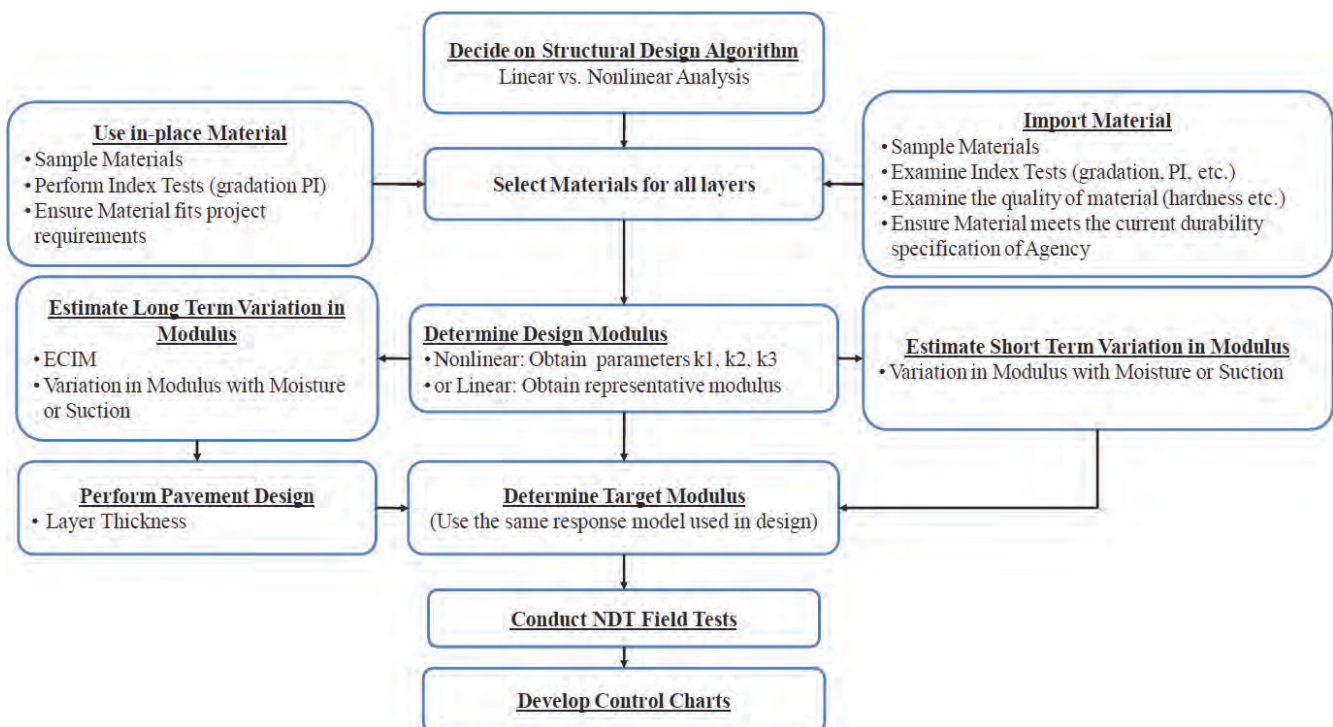 Decide on Structural Design Algorithm
Linear vs. Nonlinear Analysis
Use in-place Material
• Sample Materials
• Perform Index Tests (gradation PI)
• Ensure Material fits project
requirements
Select Materials for all layers
Import Material
• Sample Materials
• Examine Index Tests (gradation, PI, etc.)
• Examine the quality of material (hardness etc.)
• Ensure Material meets the current durability
specification of Agency
Estimate Long Term Variation in
Modulus
• ECIM
• Variation in Modulus with Moisture
or Suction
Determine Design Modulus
• Nonlinear: Obtain parameters k1, k2, k3
• or Linear: Obtain representative modulus
Estimate Short Term Variation in Modulus
• Variation in Modulus with Moisture or Suction
Perform Pavement Design
• Layer Thickness
Determine Target Modulus
(Use the same response model used in design)
Conduct NDT Field Tests
Develop Control Charts